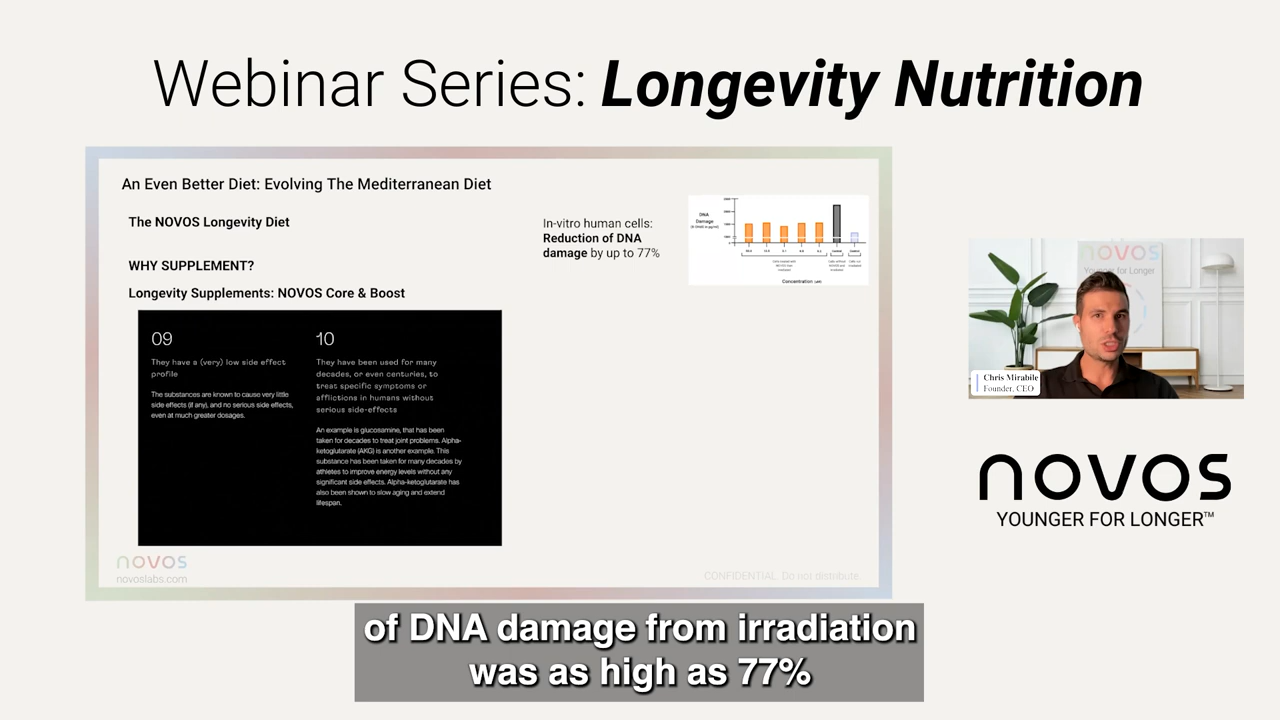 Webinar Series: Longevity Nutrition
An Even Better Diet: Evolving The Mediterranean Diet
The NOVOS Longevity Diet
WHY SUPPLEMENT?
Longevity Supplements: NOVOS Core & Boost
09
They have a (very) low side effect
profile
The substances are known to cause very little
side effects (if any), and no serious side effects,
even at much greater dosages.
10
They have been used for many
decades, or even centuries, to
treat specific symptoms or
afflictions in humans without
serious side-effects
An example is glucosamine, that has been
taken for decades to treat joint problems. Alpha-
ketoglutarate (AKG) is another example. This
substance has been taken for many decades by
athletes to improve energy levels without any
significant side effects. Alpha-ketoglutarate has
also been shown to slow aging and extend
lifespan.
In-vitro human cells:
Reduction of DNA
damage by up to 77%
DNA
Damage
Concentration
novos
novoslabs.com
CONFIDENTIAL: Do not distribute
novos
Younger for Longer
Chris Mirabile
Founder, CEO
novos
YOUNGER FOR LONGER™
of DNA damage from irradiation
was as high as 77%